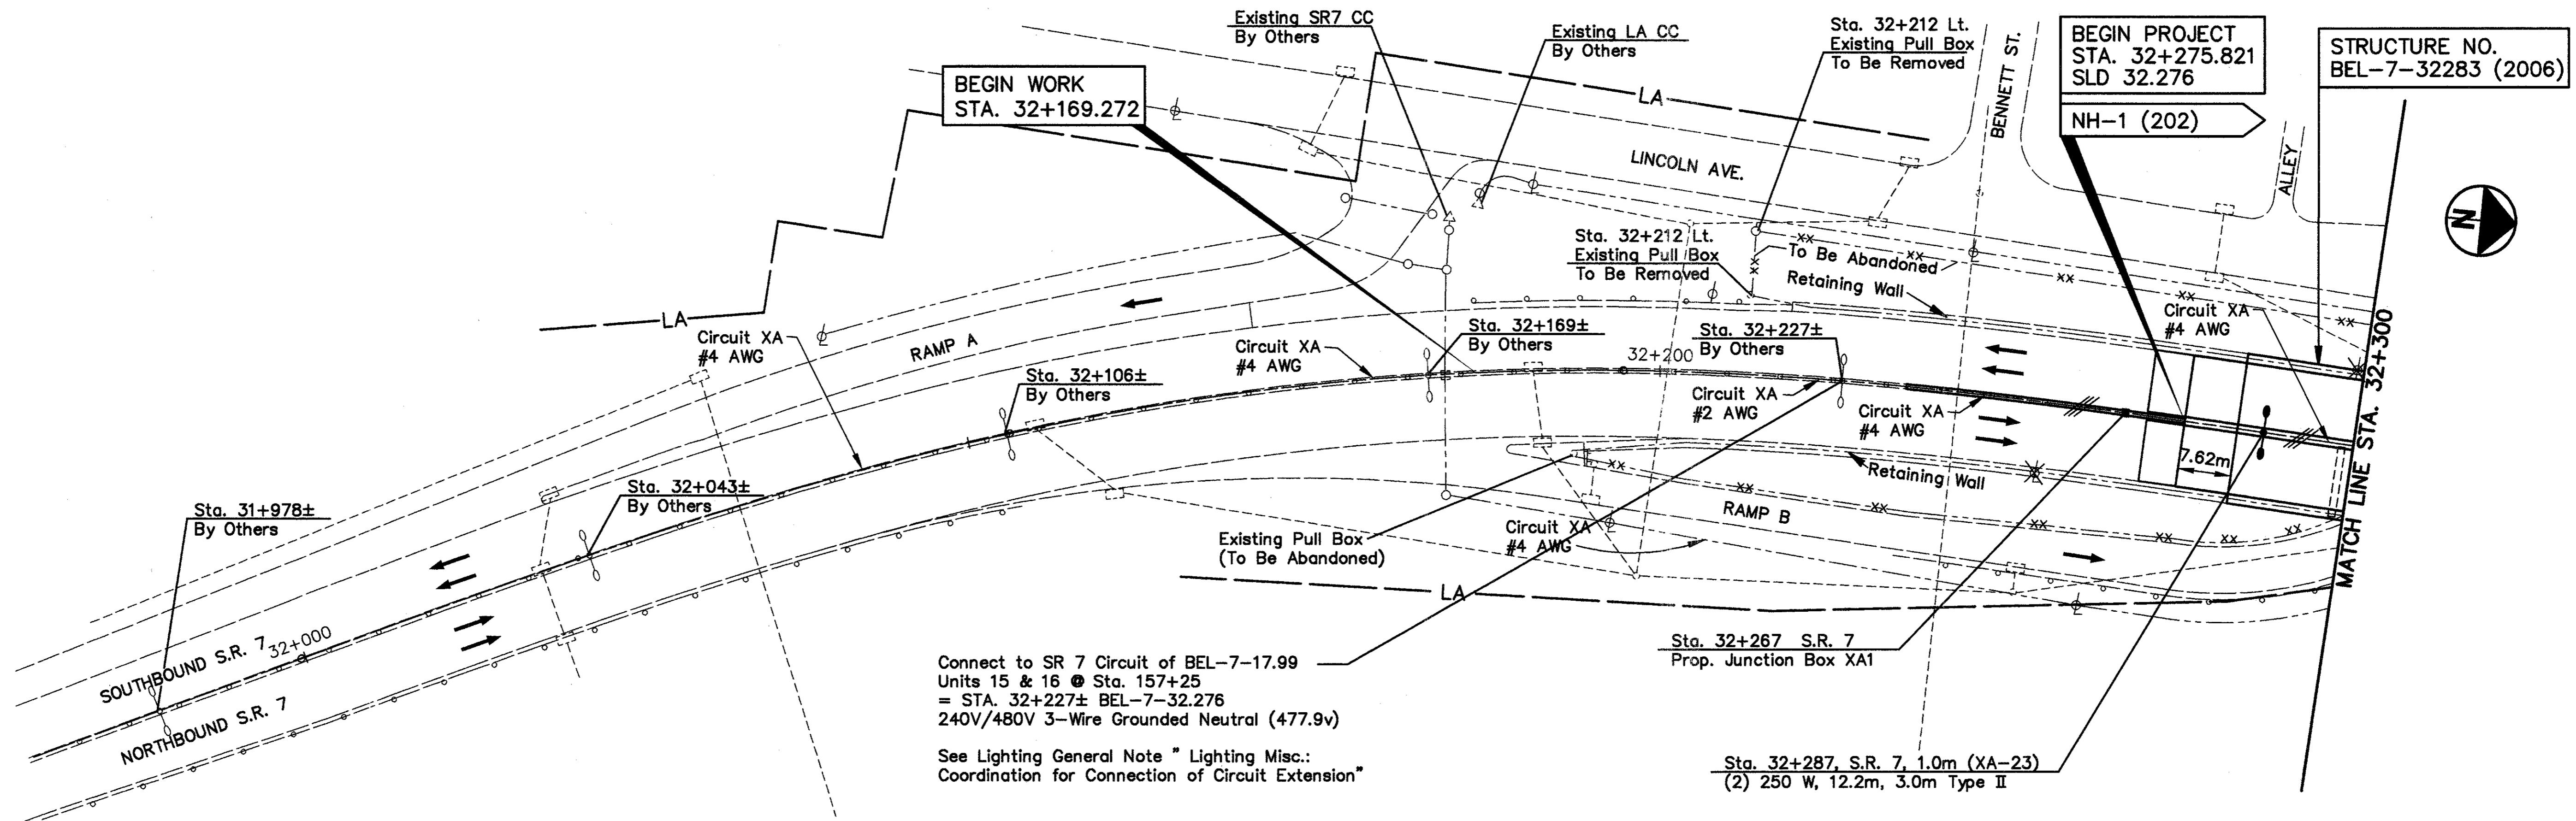 Existing SR7 CC
By Others
Existing LA CC
By Others
Sta. 32+212 Lt.
Existing Pull Box
To Be Removed
BENNETT ST.
BEGIN PROJECT
STA. 32+275.821
SLD 32.276
NH-1 (202)
STRUCTURE NO.
BEL-7-32283 (2006)
BEGIN WORK
STA. 32+169.272
LA
LINCOLN AVE.
ALLEY
N
Sta. 32+212 Lt.
Existing Pull Box
To Be Removed
To Be Abandoned
Retaining Wall
Circuit XA
#4 AWG
LA
Circuit XA
#4 AWG
RAMP A
Circuit XA
#4 AWG
Sta. 32+169±
By Others
32+200
Sta. 32+227±
By Others
Sta. 32+106±
By Others
Circuit XA
#2 AWG
Circuit XA
#4 AWG
7.62m
MATCH LINE STA. 32+300
Retaining Wall
Sta. 32+043±
By Others
Sta. 31+978±
By Others
RAMP B
Existing Pull Box
(To Be Abandoned)
Circuit XA
#4 AWG
LA
SOUTHBOUND S.R. 7
32+000
NORTHBOUND S.R. 7
Connect to SR 7 Circuit of BEL-7-17.99
Units 15 & 16 @ Sta. 157+25
= STA. 32+227± BEL-7-32.276
240V/480V 3-Wire Grounded Neutral (477.9v)
See Lighting General Note " Lighting Misc.:
Coordination for Connection of Circuit Extension"
Sta. 32+267 S.R. 7
Prop. Junction Box XA1
Sta. 32+287, S.R. 7, 1.0m (XA-23)
(2) 250 W, 12.2m, 3.0m Type II